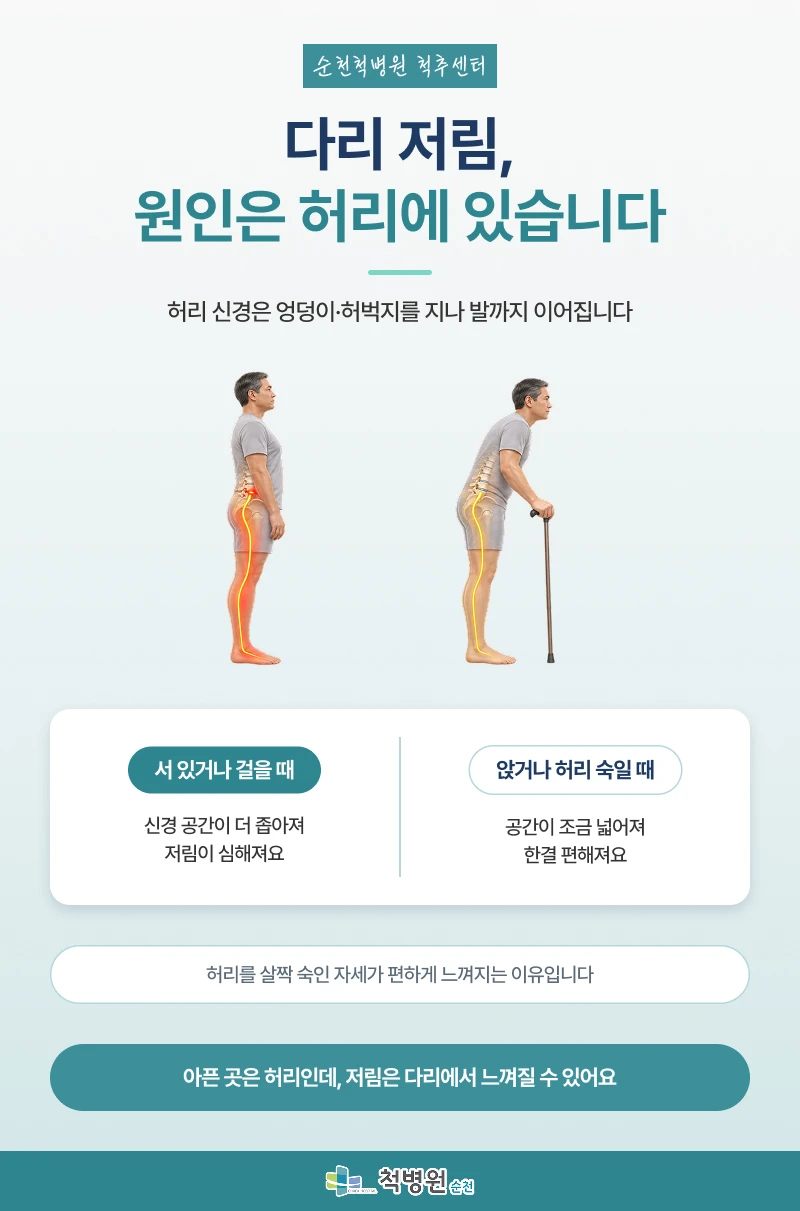 순천척병원 척추센터
다리 저림,
원인은 허리에 있습니다
허리 신경은 엉덩이·허벅지를 지나 발까지 이어집니다
서 있거나 걸을 때
신경 공간이 더 좁아져
저림이 심해져요
앉거나 허리 숙일 때
공간이 조금 넓어져
한결 편해져요
허리를 살짝 숙인 자세가 편하게 느껴지는 이유입니다
아픈 곳은 허리인데, 저림은 다리에서 느껴질 수 있어요
척병원 순천